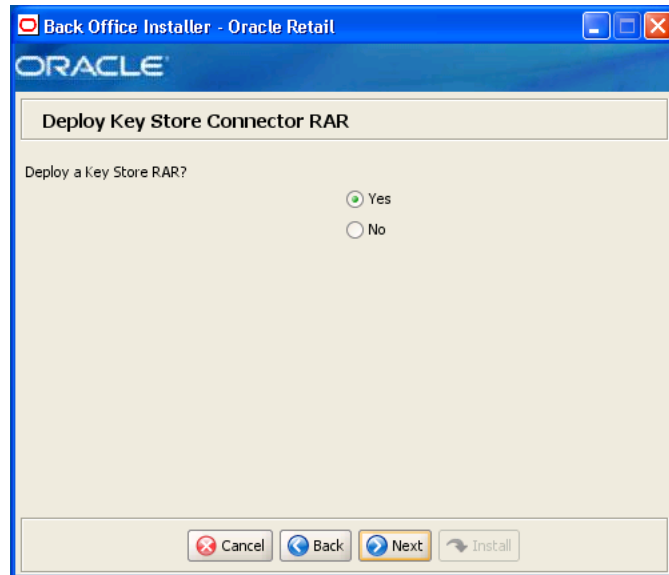 Back Office Installer - Oracle Retail
ORACLE
Deploy Key Store Connector RAR
Deploy a Key Store RAR?
Yes
No
Cancel Back Next Install